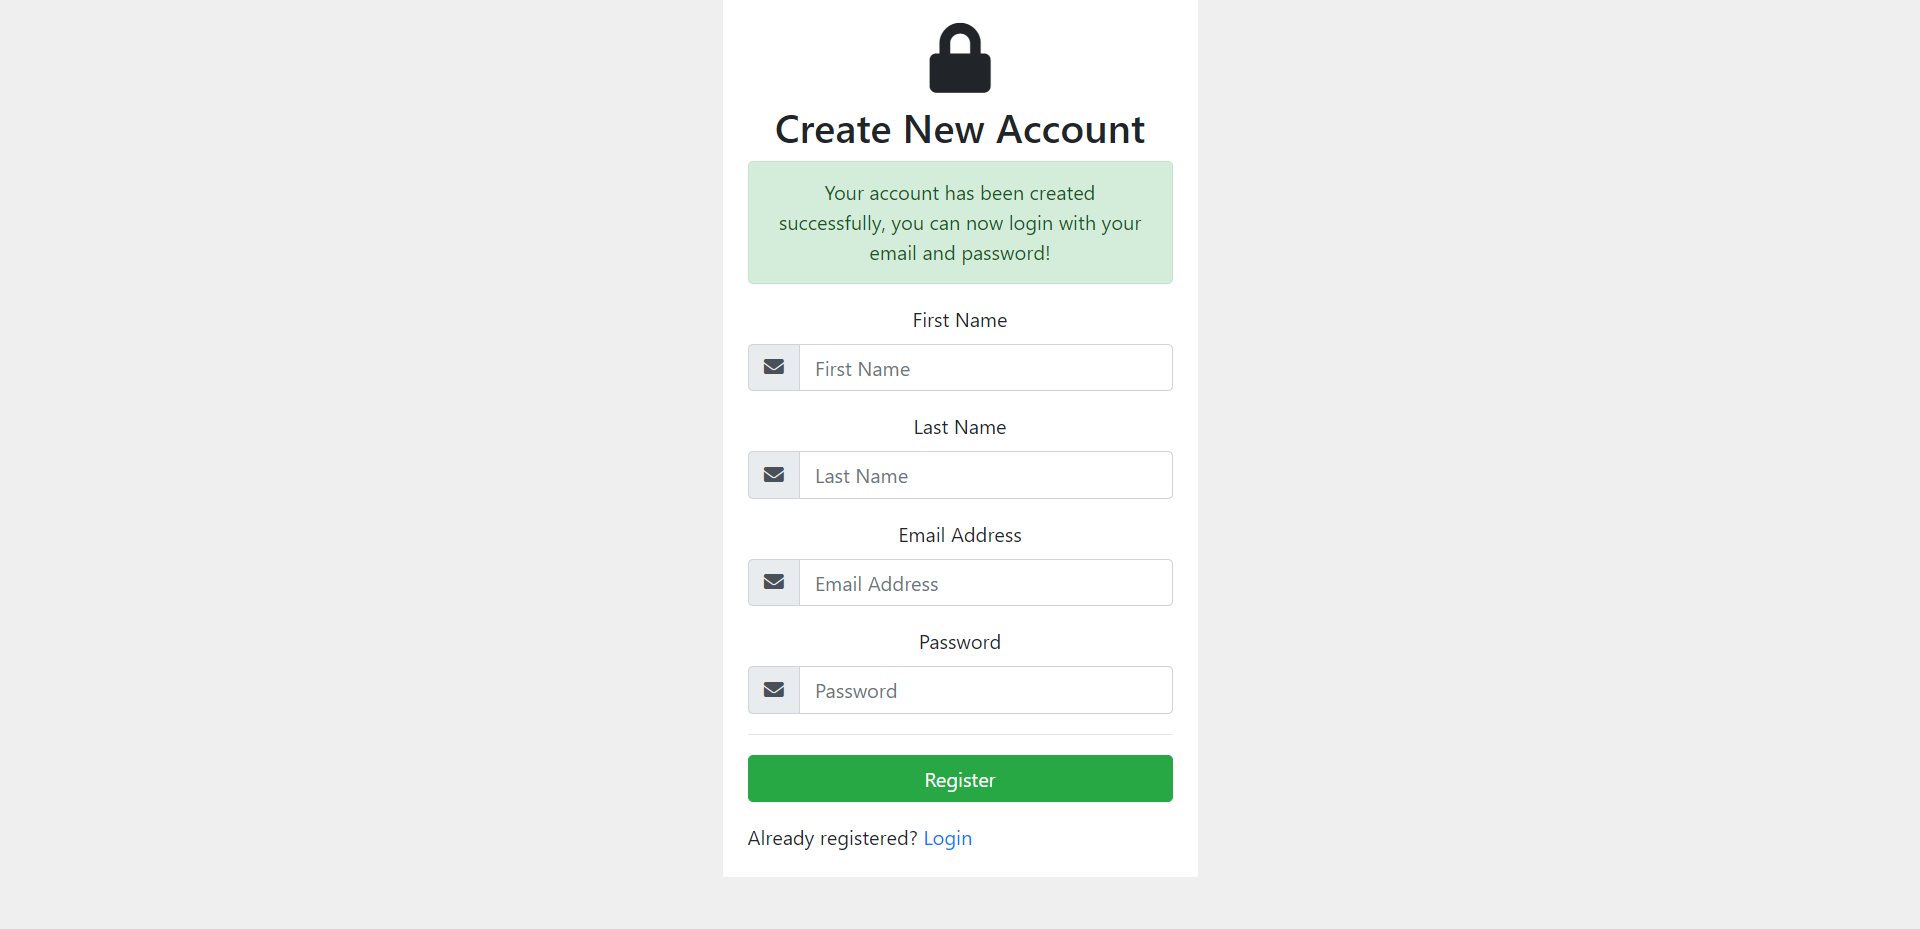 Create New Account
Your account has been created
successfully, you can now login with your
email and password!
First Name
First Name
Last Name
Last Name
Email Address
Email Address
Password
Password
Register
Already registered? Login